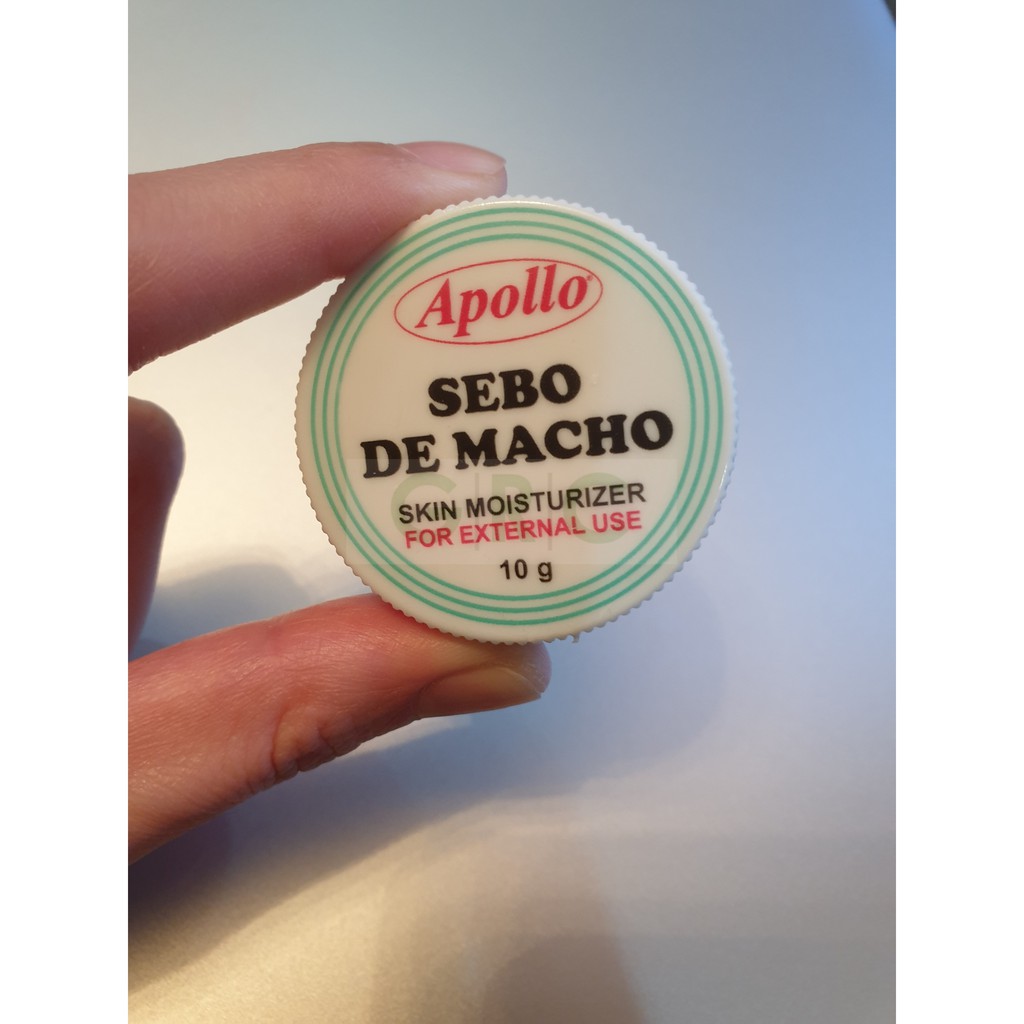 Apollo®
SEBO
DE MACHO
SKIN MOISTURIZER
FOR EXTERNAL USE
10 g